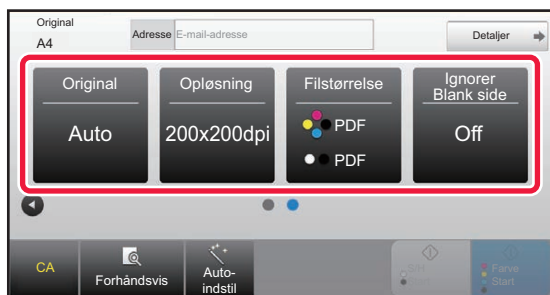 Original
A4
Adresse E-mail-adresse
Detaljer
Original
Auto
Opløsning
200x200dpi
Filstørrelse
PDF
PDF
Ignorer
Blank side
Off
CA
Forhåndsvis
Auto-
indstil
Start
Farve
Start